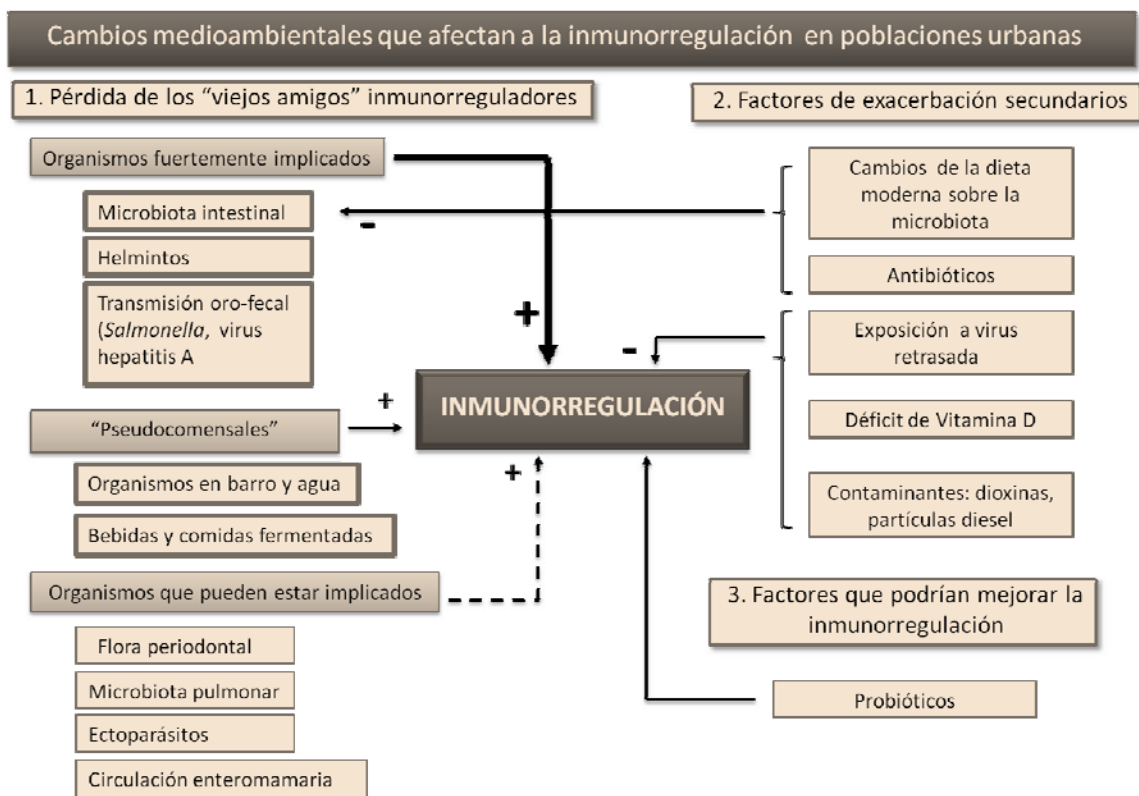 Cambios medioambientales que afectan a la inmunorregulación en poblaciones urbanas
1. Pérdida de los "viejos amigos" inmunorreguladores
Organismos fuertemente implicados
Microbiota intestinal
Helmintos
Transmisión oro-fecal
(Salmonella, virus
hepatitis A
"Pseudocomensales"
Organismos en barro y agua
Bebidas y comidas fermentadas
Organismos que pueden estar implicados
Flora periodontal
Microbiota pulmonar
Ectoparásitos
Circulación enteromamaria
+
-
+
-
+
INMUNORREGULACIÓN
2. Factores de exacerbación secundarios
Cambios de la dieta
moderna sobre la
microbiota
Antibióticos
Exposición a virus
retrasada
Déficit de Vitamina D
Contaminantes: dioxinas,
partículas diesel
3. Factores que podrían mejorar la
inmunorregulación
Probióticos